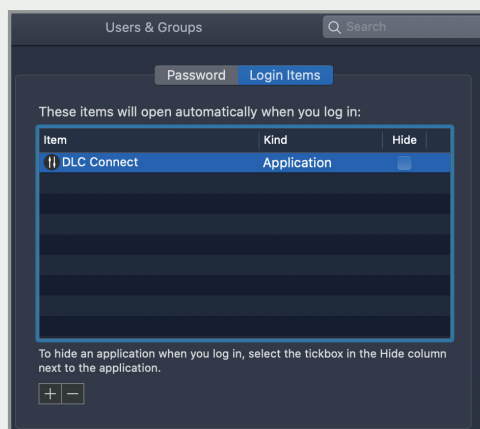 Users & Groups
Search
Password Login Items
These items will open automatically when you log in:
Item Kind Hide
DLC Connect Application
To hide an application when you log in, select the tickbox in the Hide column
next to the application.
+ −